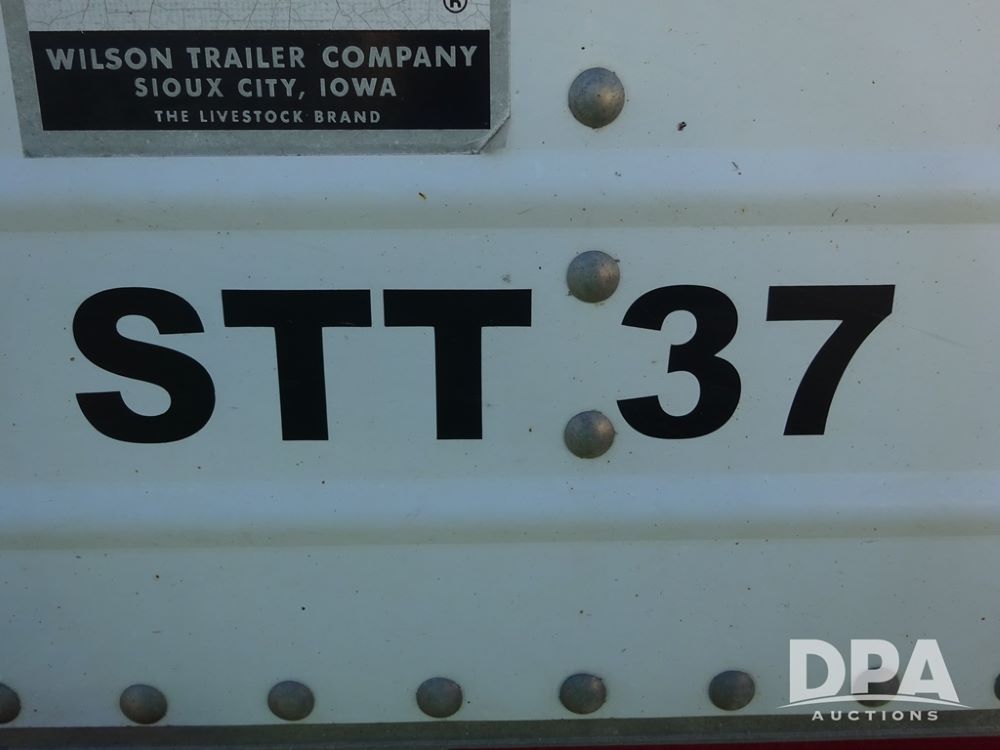 ®
WILSON TRAILER COMPANY
SIOUX CITY, IOWA
THE LIVESTOCK BRAND
STT 37
DPA
AUCTIONS